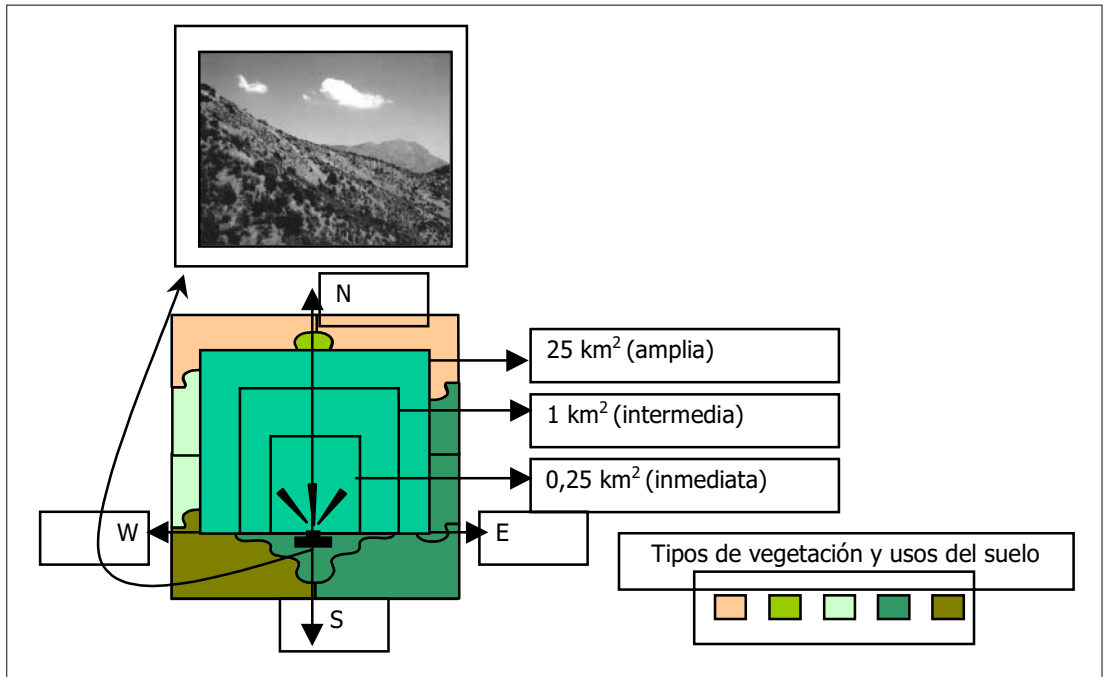 N
25 km² (amplia)
1 km² (intermedia)
0,25 km² (inmediata)
W
E
Tipos de vegetación y usos del suelo
S